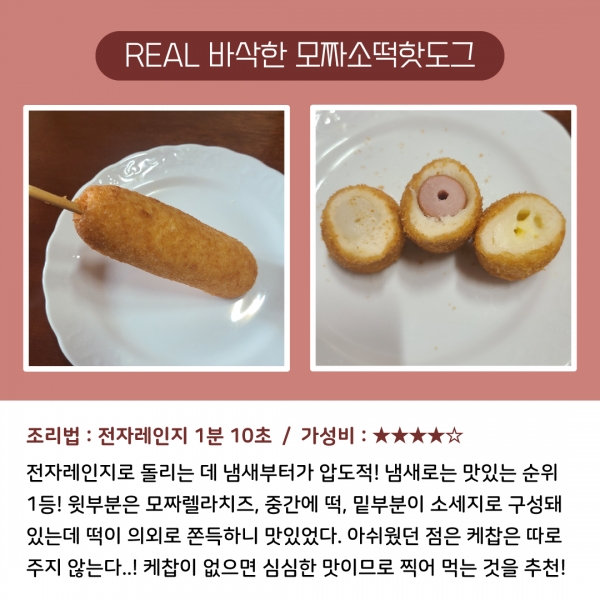 REAL 바삭한 모짜소떡핫도그
조리법 : 전자레인지 1분 10초 / 가성비 : ★★★★☆
전자레인지로 돌리는 데 냄새부터가 압도적! 냄새로는 맛있는 순위
1등! 윗부분은 모짜렐라치즈, 중간에 떡, 밑부분이 소세지로 구성돼
있는데 떡이 의외로 쫀득하니 맛있었다. 아쉬웠던 점은 케찹은 따로
주지 않는다..! 케찹이 없으면 심심한 맛이므로 찍어 먹는 것을 추천!